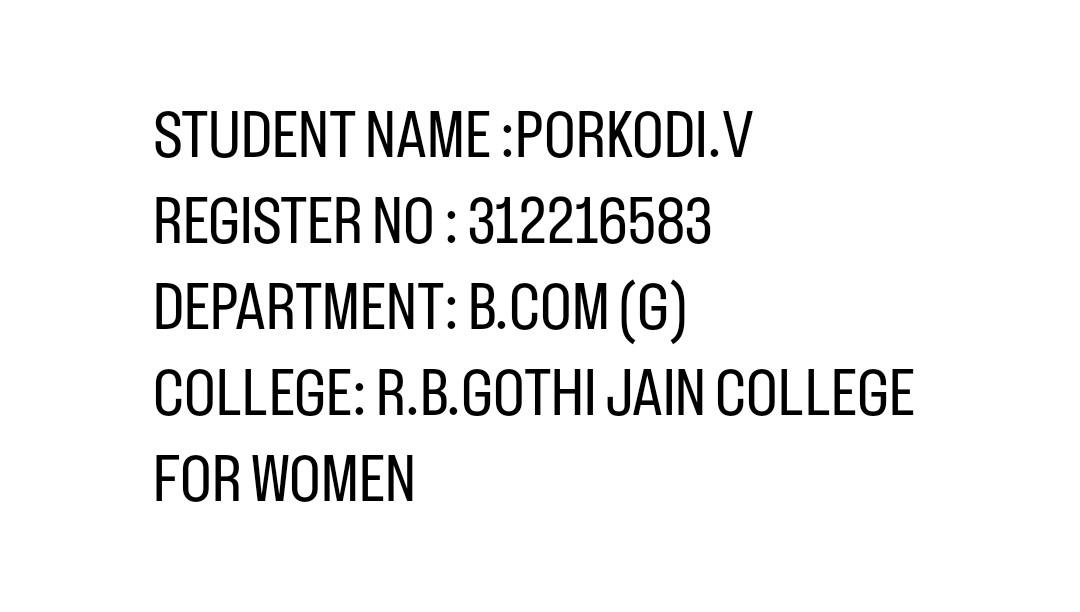 STUDENT NAME :PORKODI.V
REGISTER NO : 312216583
DEPARTMENT: B.COM (G)
COLLEGE: R.B.GOTHI JAIN COLLEGE
FOR WOMEN